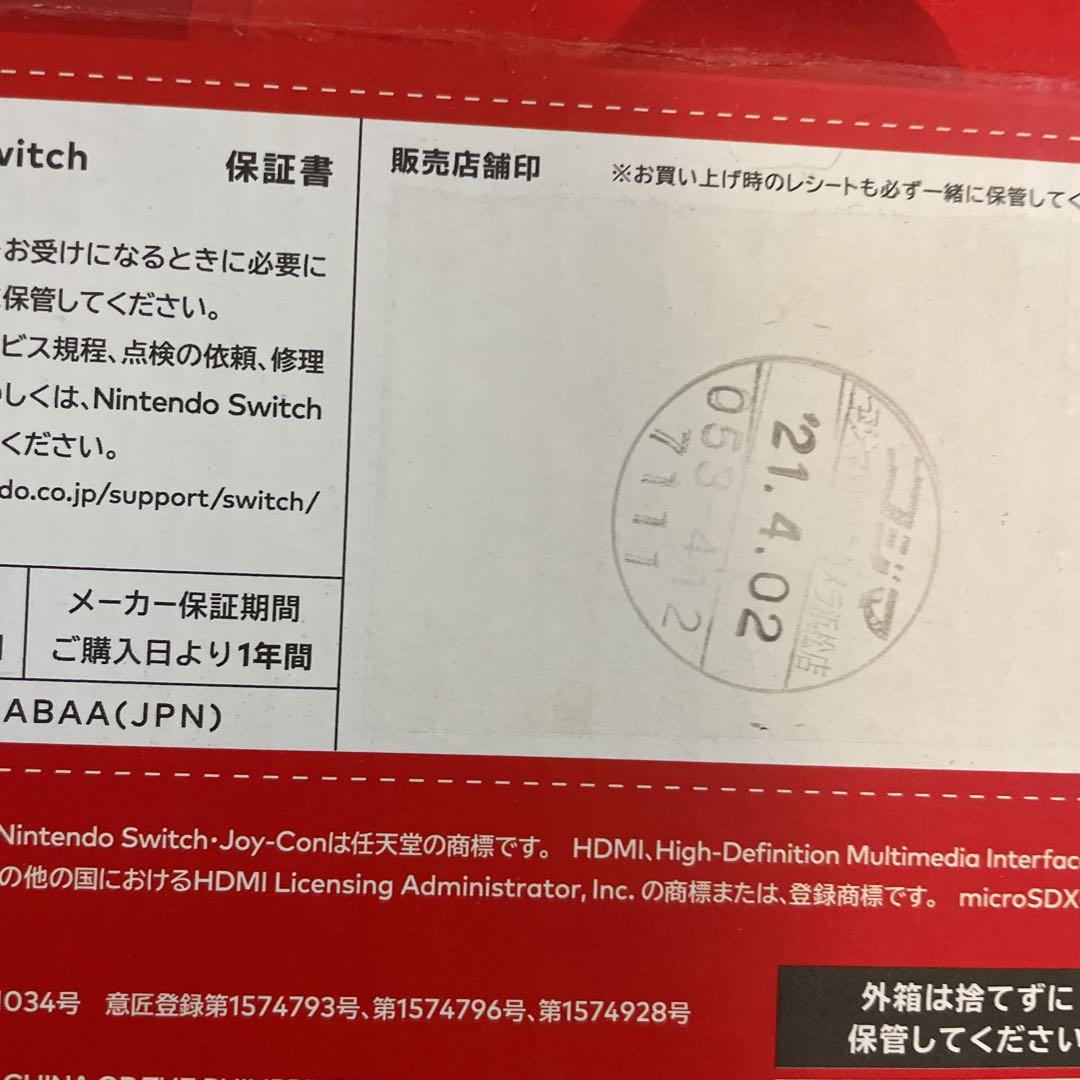 witch 保証書
お受けになるときに必要に
保管してください。
ビス規程、点検の依頼、修理
しくは、Nintendo Switch
ください。
do.co.jp/support/switch/
メーカー保証期間
ご購入日より1年間
ABAA(JPN)
販売店舗印 ※お買い上げ時のレシートも必ず一緒に保管してく
コジマ
'21.4.02
053-412
7111
Nintendo Switch・Joy-Conは任天堂の商標です。 HDMI、High-Definition Multimedia Interfac
の他の国におけるHDMI Licensing Administrator, Inc. の商標または、登録商標です。 microSDX
1034号 意匠登録第1574793号、第1574796号、第1574928号
外箱は捨てずに
保管してください